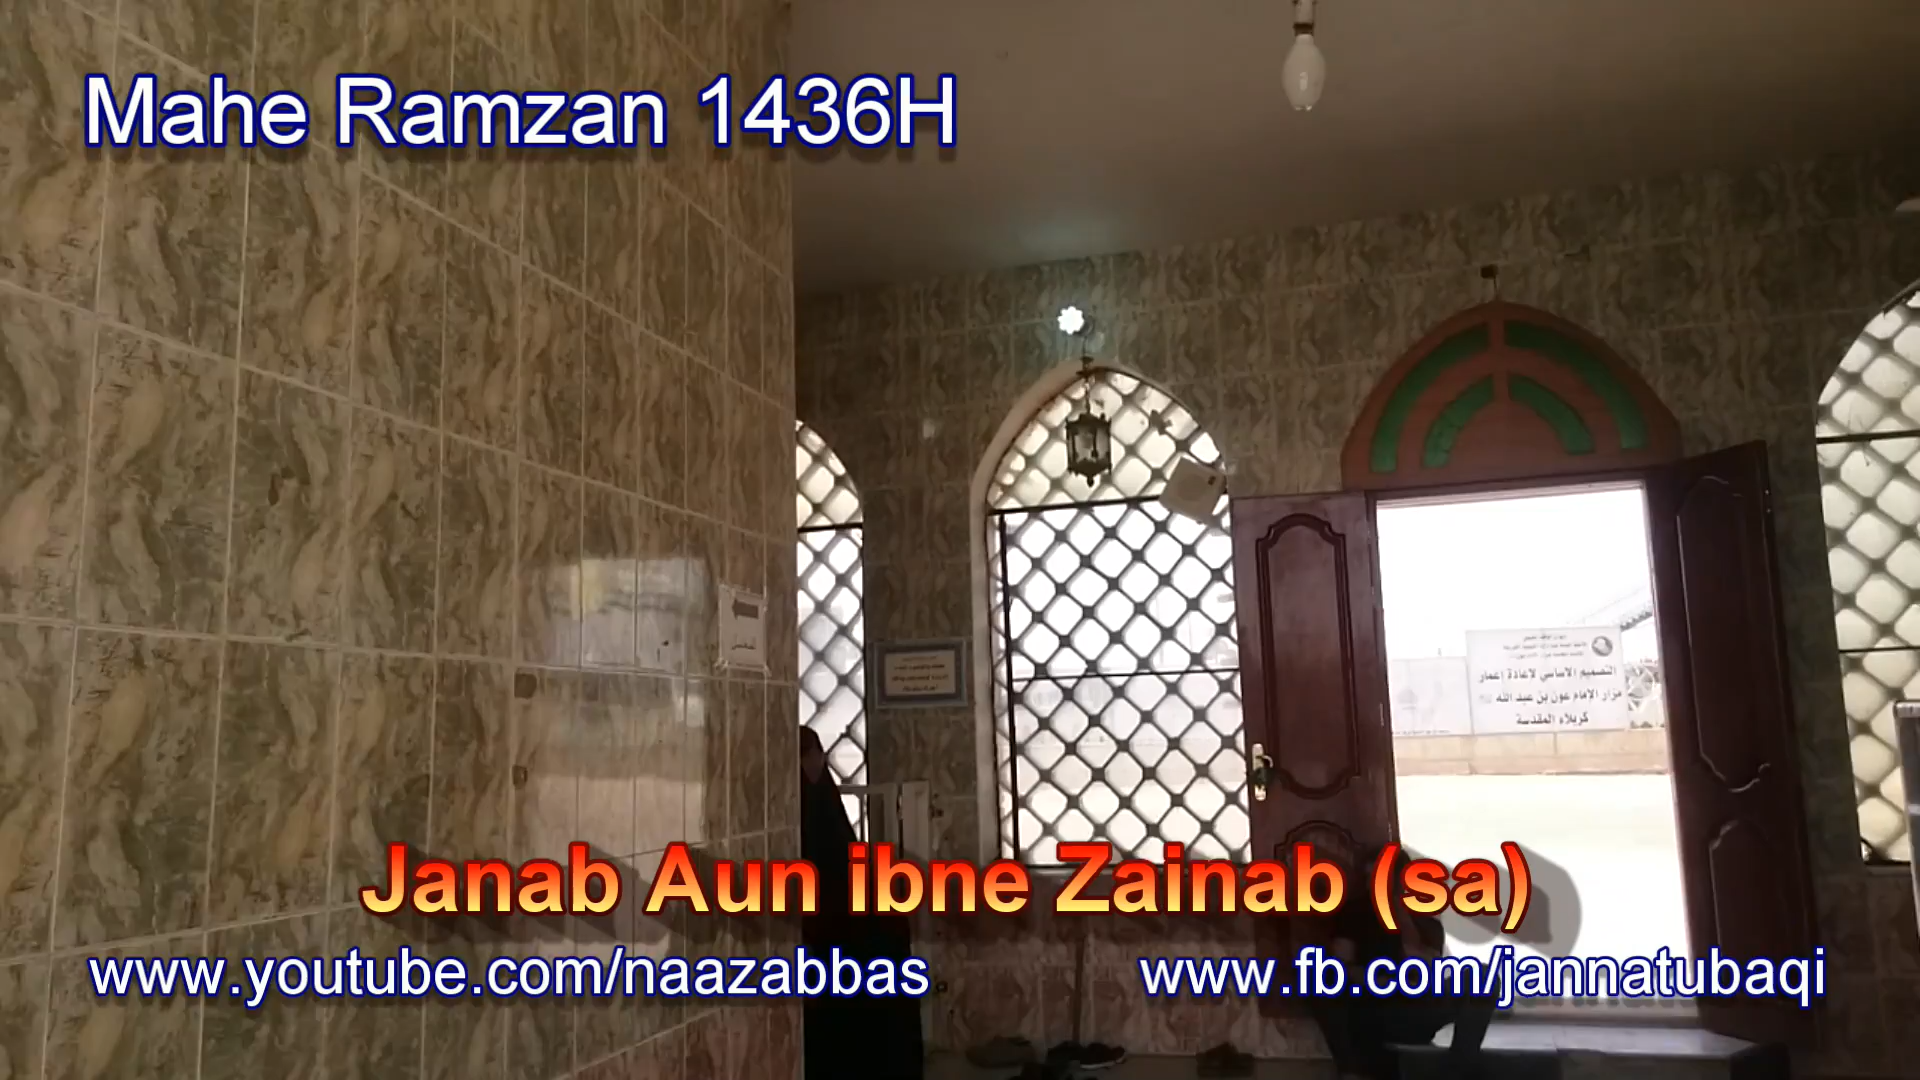 Mahe Ramzan 1436H
التصميم الاساسي لاعادة اعمار
مزار الإمام عون بن عبد الله
كربلاء المقدسة
Janab Aun ibne Zainab (sa)
www.youtube.com/naazabbas
www.fb.com/jannatubaqi